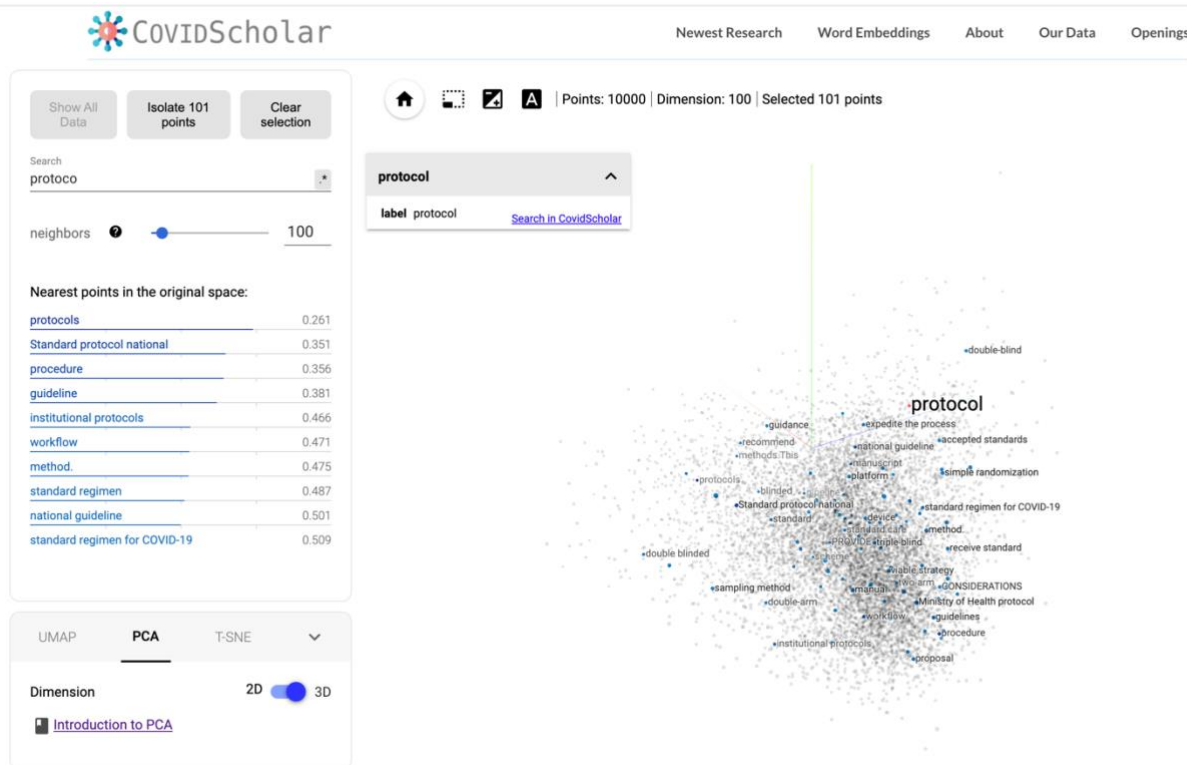 COVIDScholar
Newest Research Word Embeddings About Our Data Openings
Show All Data
Isolate 101 points
Clear selection
Search
protoco
.*
neighbors ? 100
Nearest points in the original space:
protocols 0.261
Standard protocol national 0.351
procedure 0.356
guideline 0.381
institutional protocols 0.466
workflow 0.471
method. 0.475
standard regimen 0.487
national guideline 0.501
standard regimen for COVID-19 0.509
UMAP PCA T-SNE
Dimension 2D 3D
Introduction to PCA
A | Points: 10000 | Dimension: 100 | Selected 101 points
protocol
label protocol Search in CovidScholar
double-blind
protocol
guidance
expedite the process
recommend
national guideline
accepted standards
methods:This
manuscript
simple randomization
protocols
platform
blinded
Standard protocol national
standard regimen for COVID-19
standard
device
standard care
method.
PROVIDE
triple-blind
receive standard
double blinded
scheme
viable strategy
two-arm
CONSIDERATIONS
sampling method
manual
double-arm
Ministry of Health protocol
workflow
guidelines
procedure
institutional protocols
proposal